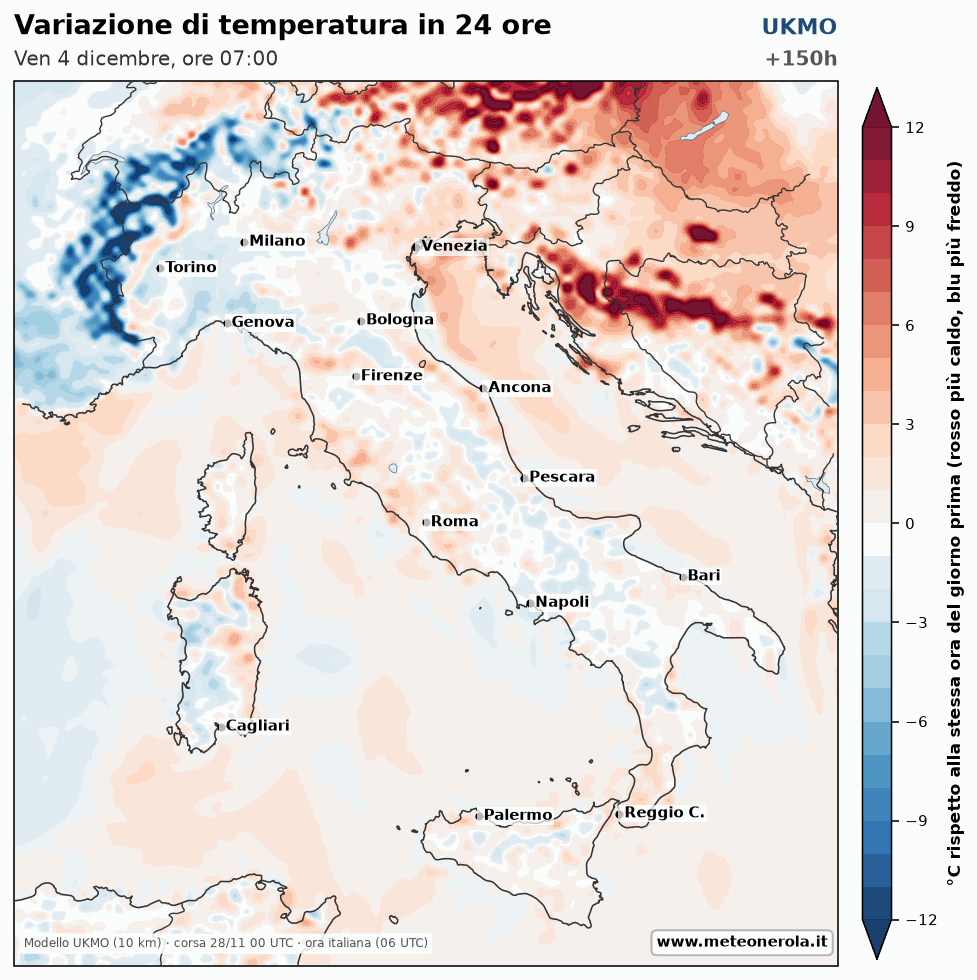 Variazione di temperatura in 24 ore
UKMO
Ven 4 dicembre, ore 07:00
+150h
Milano
Venezia
Torino
Genova
Bologna
Firenze
Ancona
Pescara
Roma
Bari
Napoli
Cagliari
Palermo
Reggio C.
Modello UKMO (10 km) · corsa 28/11 00 UTC · ora italiana (06 UTC)
www.meteonerola.it
12
9
6
3
0
−3
−6
−9
−12
°C rispetto alla stessa ora del giorno prima (rosso più caldo, blu più freddo)